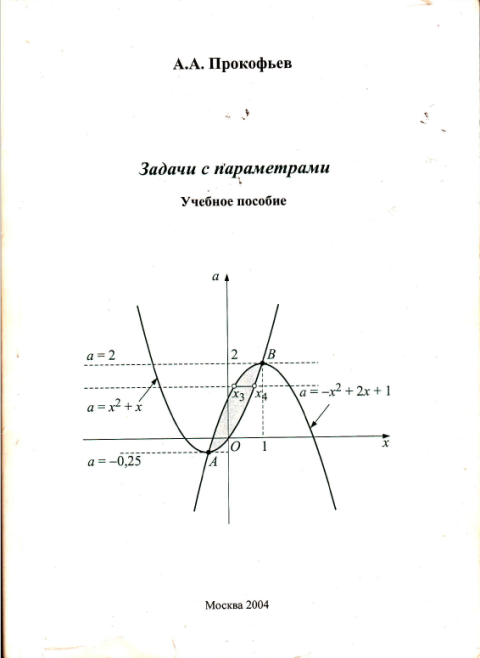 А.А. Прокофьев
Задачи с параметрами
Учебное пособие
a
a = 2
2
B
x3
x4
a = –x² + 2x + 1
a = x² + x
O
1
x
a = –0,25
A
Москва 2004